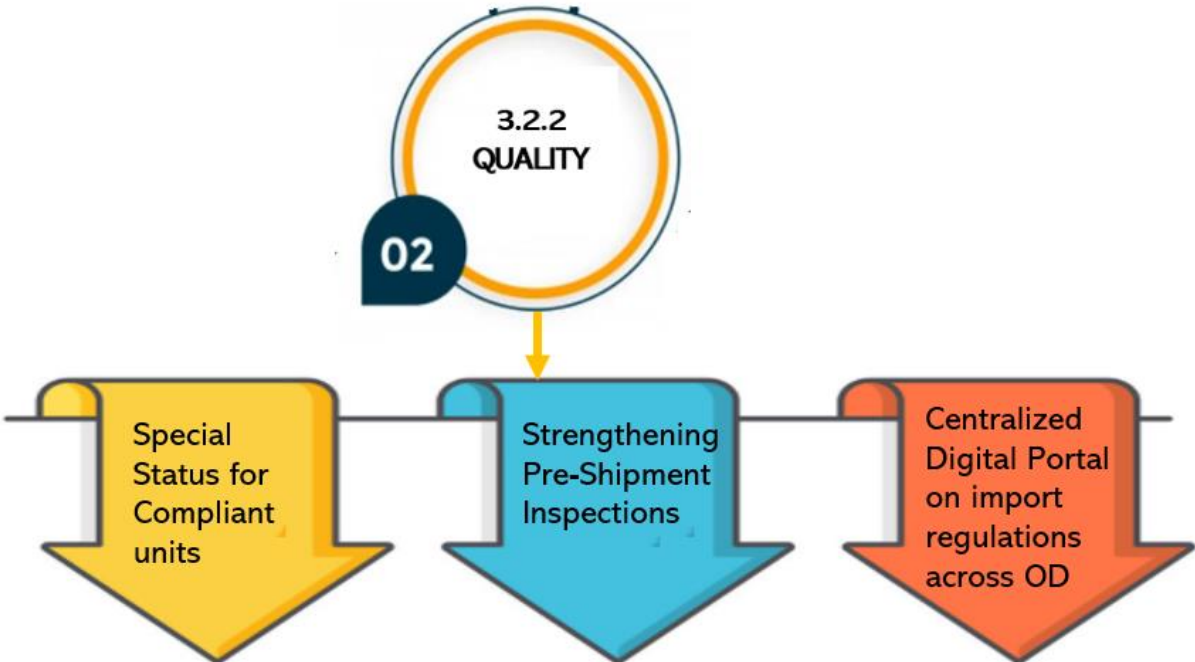 3.2.2
QUALITY
02
Special
Status for
Compliant
units
Strengthening
Pre-Shipment
Inspections
Centralized
Digital Portal
on import
regulations
across OD